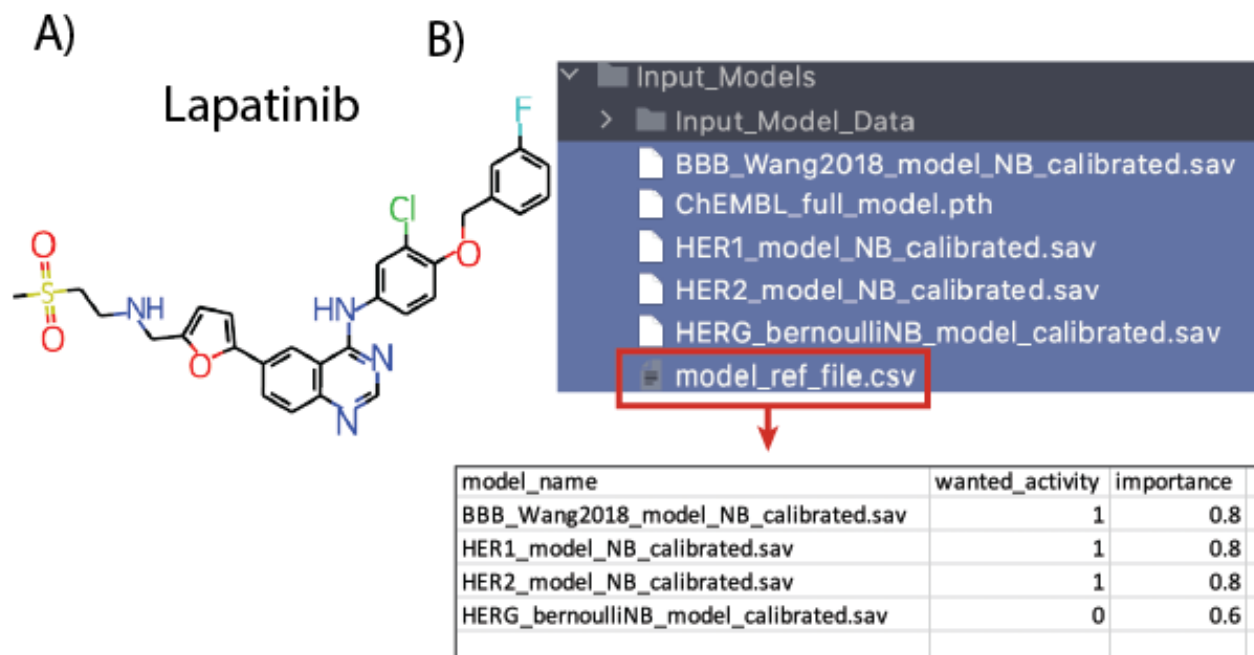 A)
Lapatinib
F
Cl
O
O
S
O
NH
O
HN
N
N
B)
Input_Models
Input_Model_Data
BBB_Wang2018_model_NB_calibrated.sav
ChEMBL_full_model.pth
HER1_model_NB_calibrated.sav
HER2_model_NB_calibrated.sav
HERG_bernoulliNB_model_calibrated.sav
model_ref_file.csv
model_name wanted_activity importance
BBB_Wang2018_model_NB_calibrated.sav 1 0.8
HER1_model_NB_calibrated.sav 1 0.8
HER2_model_NB_calibrated.sav 1 0.8
HERG_bernoulliNB_model_calibrated.sav 0 0.6